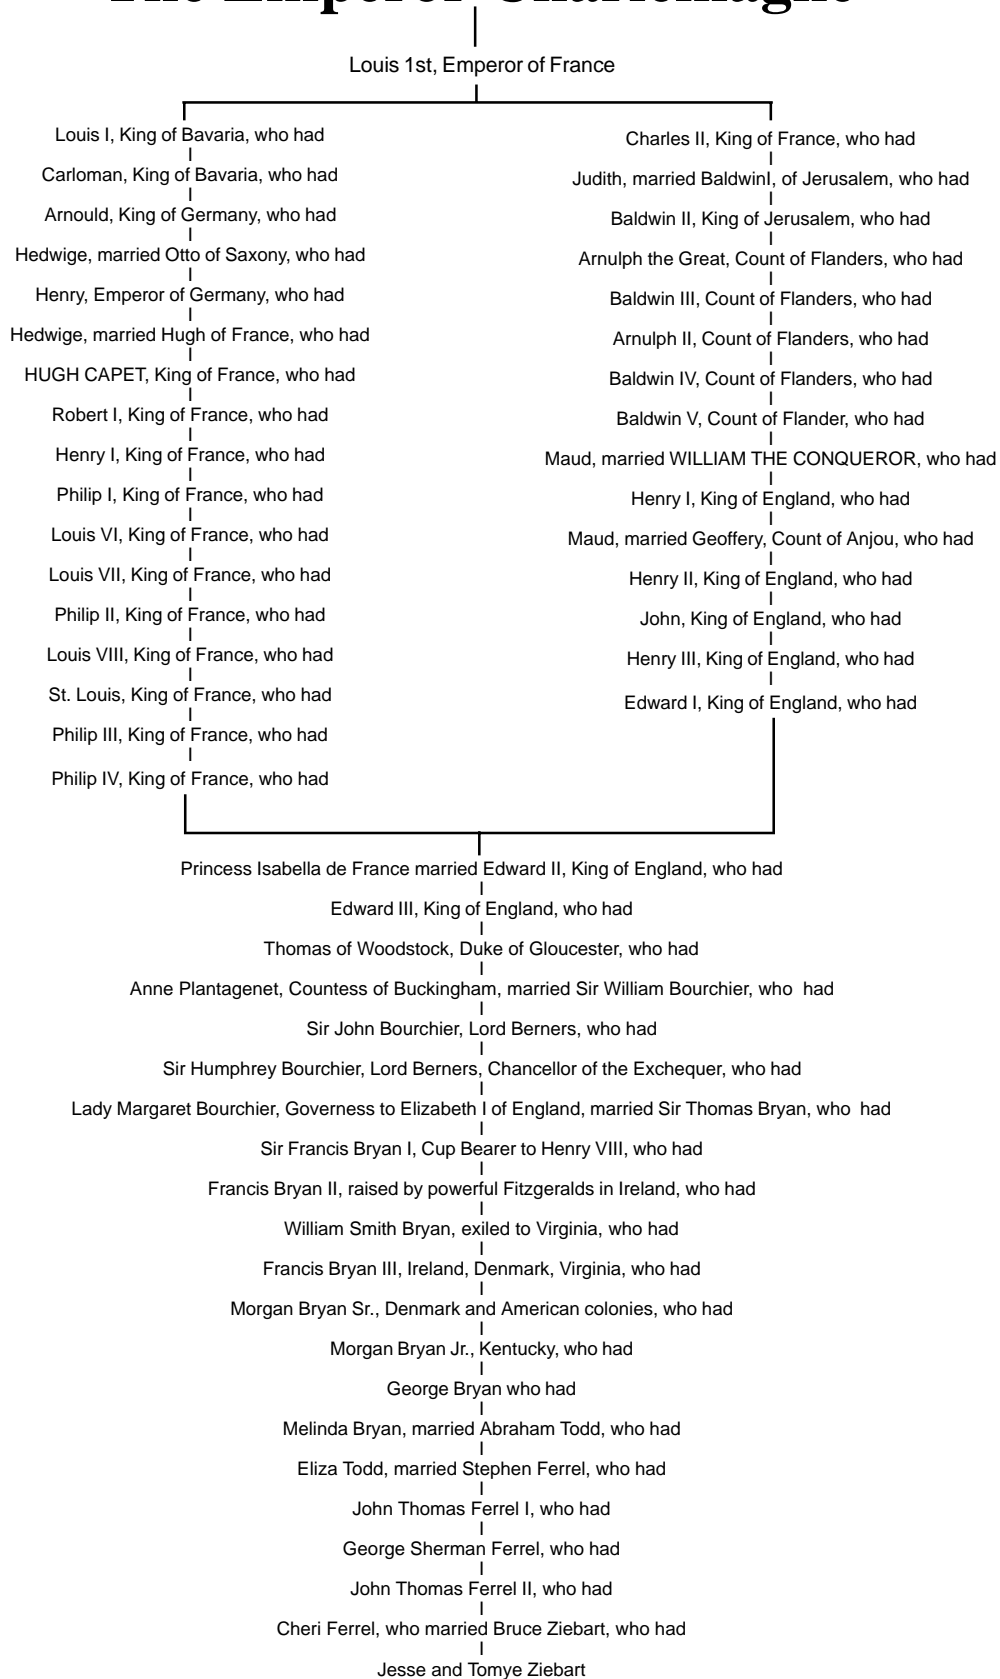 The Emperor Charlemagne
Louis 1st, Emperor of France
Louis I, King of Bavaria, who had
Carloman, King of Bavaria, who had
Arnould, King of Germany, who had
Hedwige, married Otto of Saxony, who had
Henry, Emperor of Germany, who had
Hedwige, married Hugh of France, who had
HUGH CAPET, King of France, who had
Robert I, King of France, who had
Henry I, King of France, who had
Philip I, King of France, who had
Louis VI, King of France, who had
Louis VII, King of France, who had
Philip II, King of France, who had
Louis VIII, King of France, who had
St. Louis, King of France, who had
Philip III, King of France, who had
Philip IV, King of France, who had
Charles II, King of France, who had
Judith, married BaldwinI, of Jerusalem, who had
Baldwin II, King of Jerusalem, who had
Arnulph the Great, Count of Flanders, who had
Baldwin III, Count of Flanders, who had
Arnulph II, Count of Flanders, who had
Baldwin IV, Count of Flanders, who had
Baldwin V, Count of Flander, who had
Maud, married WILLIAM THE CONQUEROR, who had
Henry I, King of England, who had
Maud, married Geoffery, Count of Anjou, who had
Henry II, King of England, who had
John, King of England, who had
Henry III, King of England, who had
Edward I, King of England, who had
Princess Isabella de France married Edward II, King of England, who had
Edward III, King of England, who had
Thomas of Woodstock, Duke of Gloucester, who had
Anne Plantagenet, Countess of Buckingham, married Sir William Bourchier, who had
Sir John Bourchier, Lord Berners, who had
Sir Humphrey Bourchier, Lord Berners, Chancellor of the Exchequer, who had
Lady Margaret Bourchier, Governess to Elizabeth I of England, married Sir Thomas Bryan, who had
Sir Francis Bryan I, Cup Bearer to Henry VIII, who had
Francis Bryan II, raised by powerful Fitzgeralds in Ireland, who had
William Smith Bryan, exiled to Virginia, who had
Francis Bryan III, Ireland, Denmark, Virginia, who had
Morgan Bryan Sr., Denmark and American colonies, who had
Morgan Bryan Jr., Kentucky, who had
George Bryan who had
Melinda Bryan, married Abraham Todd, who had
Eliza Todd, married Stephen Ferrel, who had
John Thomas Ferrel I, who had
George Sherman Ferrel, who had
John Thomas Ferrel II, who had
Cheri Ferrel, who married Bruce Ziebart, who had
Jesse and Tomye Ziebart